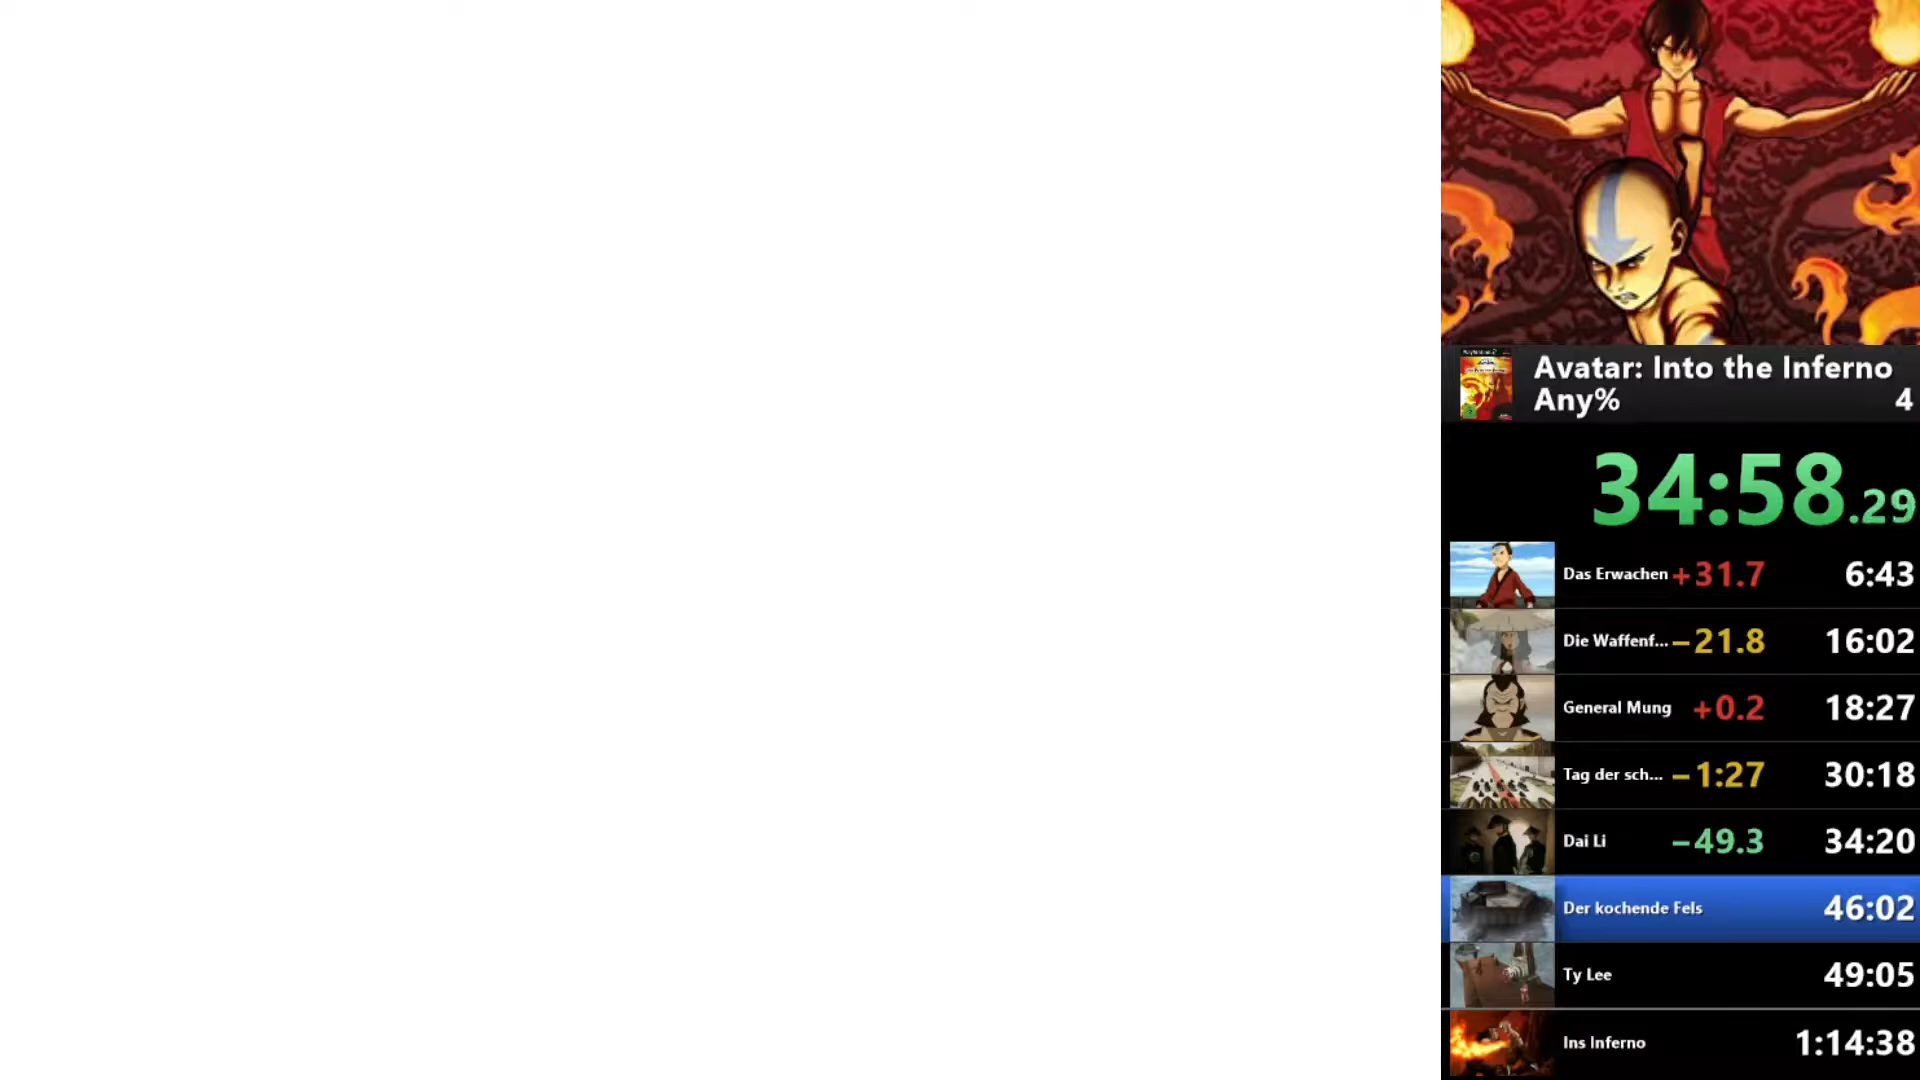 Avatar: Into the Inferno
Any% 4
34:58.29
Das Erwachen +31.7 6:43
Die Waffenf... −21.8 16:02
General Mung +0.2 18:27
Tag der sch... −1:27 30:18
Dai Li −49.3 34:20
Der kochende Fels 46:02
Ty Lee 49:05
Ins Inferno 1:14:38